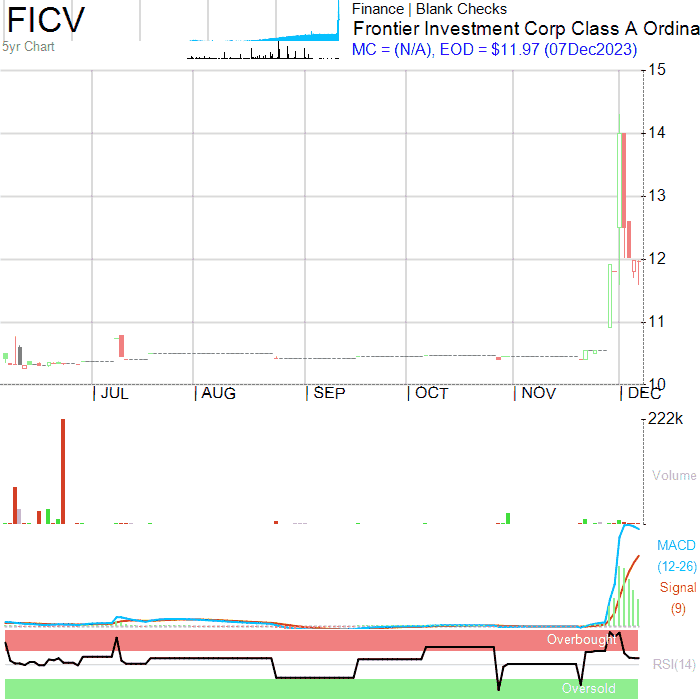 FICV
5yr Chart
Finance | Blank Checks
Frontier Investment Corp Class A Ordina
MC = (N/A), EOD = $11.97 (07Dec2023)
15
14
13
12
11
10
JUL AUG SEP OCT NOV DEC
222k
Volume
MACD
(12-26)
Signal
(9)
Overbought
RSI(14)
Oversold